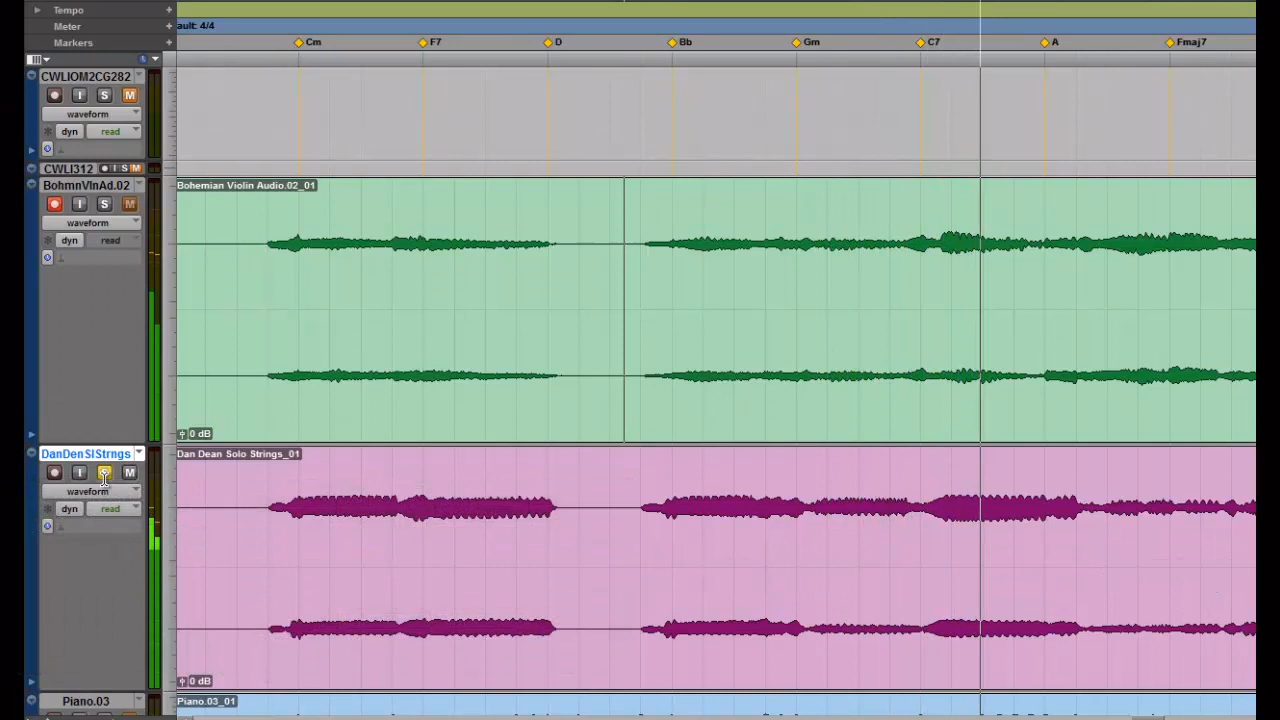 Tempo +
Meter +
ault: 4/4
Markers +
Cm F7 D Bb Gm C7 A Fmaj7
CWLIOM2CG282
I S M
waveform
dyn read
CWLI312 I S M
BohmnVlnAd.02
Bohemian Violin Audio.02_01
I S M
waveform
dyn read
0 dB
DanDenSlStrngs
Dan Dean Solo Strings_01
I M
waveform
dyn read
0 dB
Piano.03
Piano.03_01